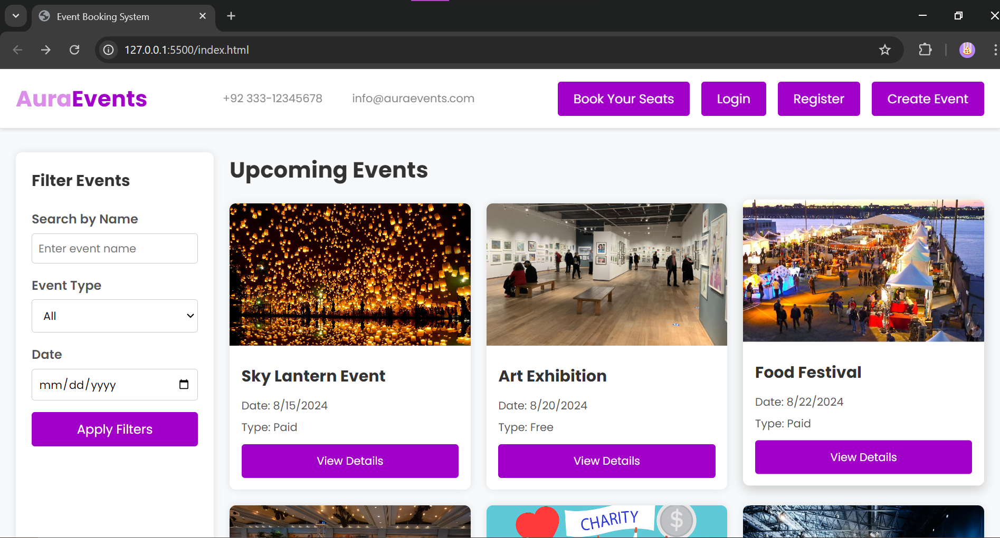 Event Booking System
127.0.0.1:5500/index.html
AuraEvents
+92 333-12345678
info@auraevents.com
Book Your Seats
Login
Register
Create Event
Filter Events
Search by Name
Enter event name
Event Type
All
Date
mm/dd/yyyy
Apply Filters
Upcoming Events
Sky Lantern Event
Date: 8/15/2024
Type: Paid
View Details
Art Exhibition
Date: 8/20/2024
Type: Free
View Details
Food Festival
Date: 8/22/2024
Type: Paid
View Details
CHARITY
$